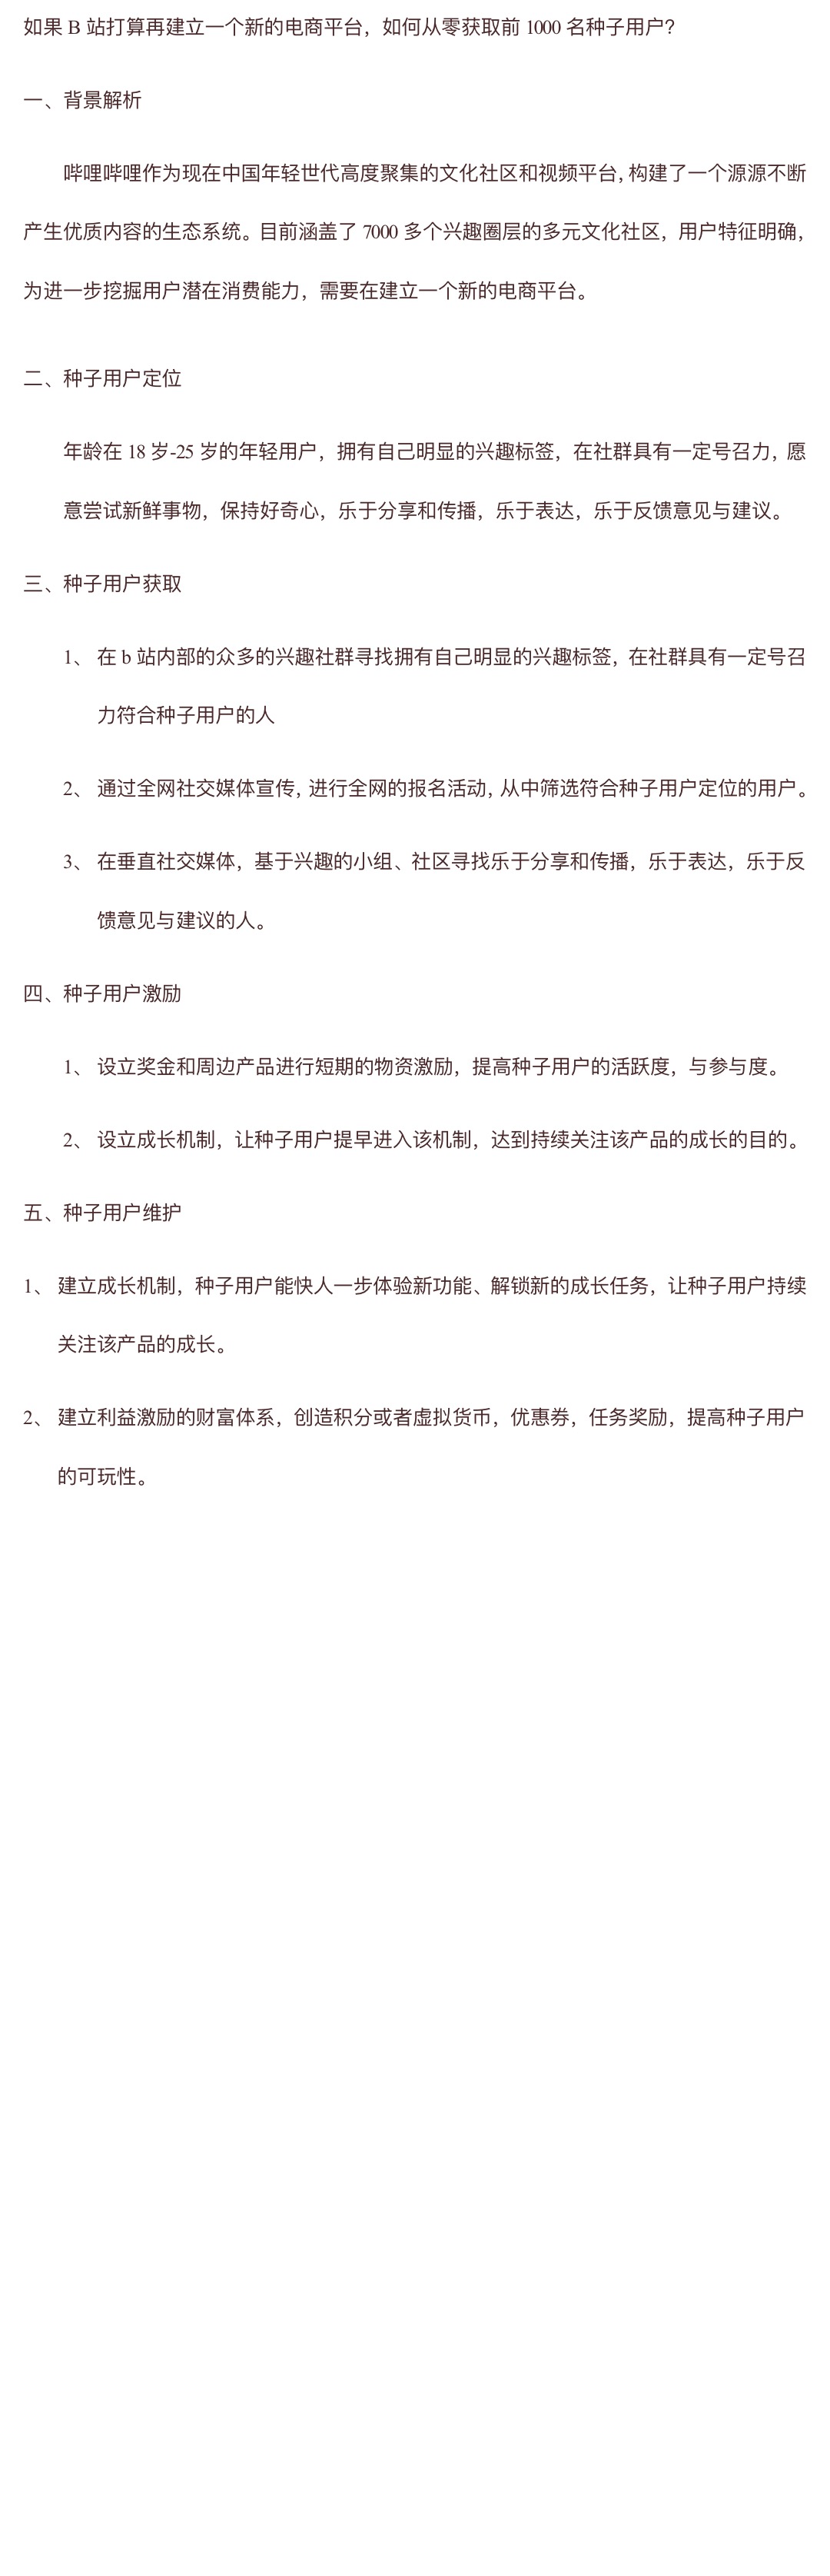 如果 B 站打算再建立一个新的电商平台，如何从零获取前 1000 名种子用户？
一、背景解析
哔哩哔哩作为现在中国年轻世代高度聚集的文化社区和视频平台，构建了一个源源不断
产生优质内容的生态系统。目前涵盖了 7000 多个兴趣圈层的多元文化社区，用户特征明确，
为进一步挖掘用户潜在消费能力，需要在建立一个新的电商平台。
二、种子用户定位
年龄在 18 岁-25 岁的年轻用户，拥有自己明显的兴趣标签，在社群具有一定号召力，愿
意尝试新鲜事物，保持好奇心，乐于分享和传播，乐于表达，乐于反馈意见与建议。
三、种子用户获取
1、 在 b 站内部的众多的兴趣社群寻找拥有自己明显的兴趣标签，在社群具有一定号召
力符合种子用户的人
2、 通过全网社交媒体宣传，进行全网的报名活动，从中筛选符合种子用户定位的用户。
3、 在垂直社交媒体，基于兴趣的小组、社区寻找乐于分享和传播，乐于表达，乐于反
馈意见与建议的人。
四、种子用户激励
1、 设立奖金和周边产品进行短期的物资激励，提高种子用户的活跃度，与参与度。
2、 设立成长机制，让种子用户提早进入该机制，达到持续关注该产品的成长的目的。
五、种子用户维护
1、 建立成长机制，种子用户能快人一步体验新功能、解锁新的成长任务，让种子用户持续
关注该产品的成长。
2、 建立利益激励的财富体系，创造积分或者虚拟货币，优惠券，任务奖励，提高种子用户
的可玩性。